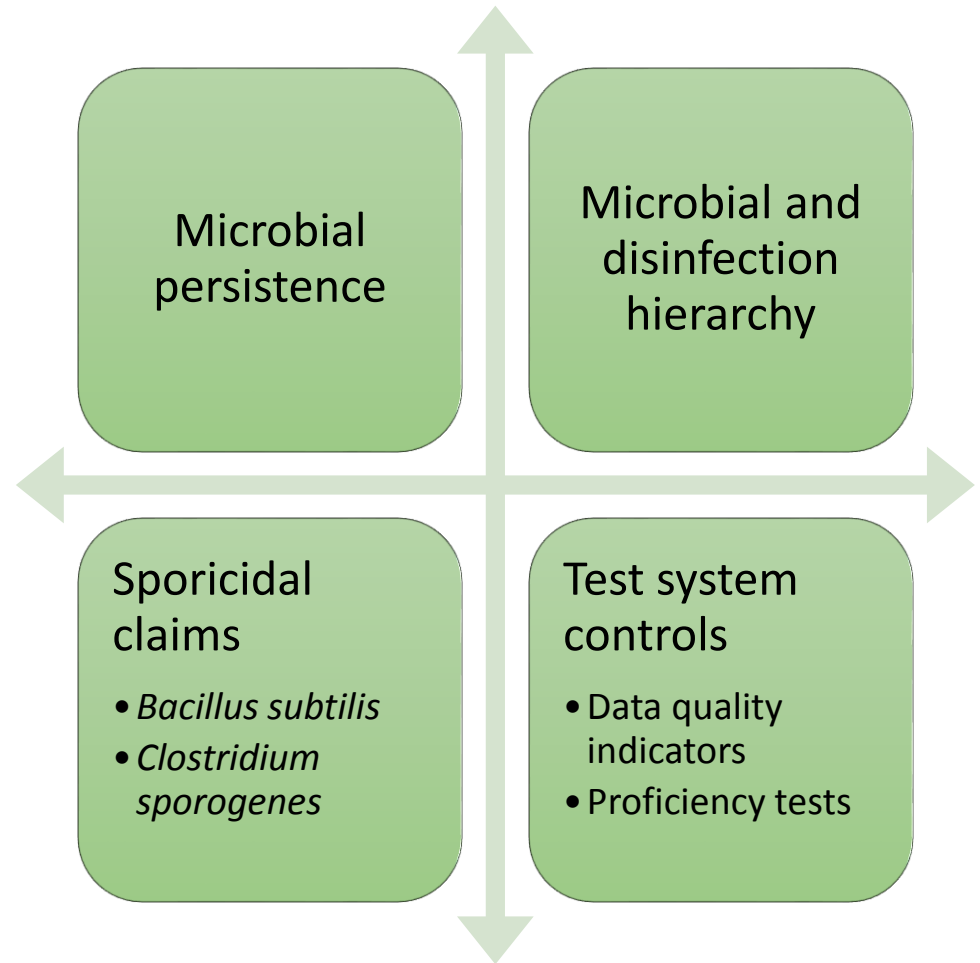 Microbial
persistence
Microbial and
disinfection
hierarchy
Sporicidal
claims
• Bacillus subtilis
• Clostridium
sporogenes
Test system
controls
• Data quality
indicators
• Proficiency tests